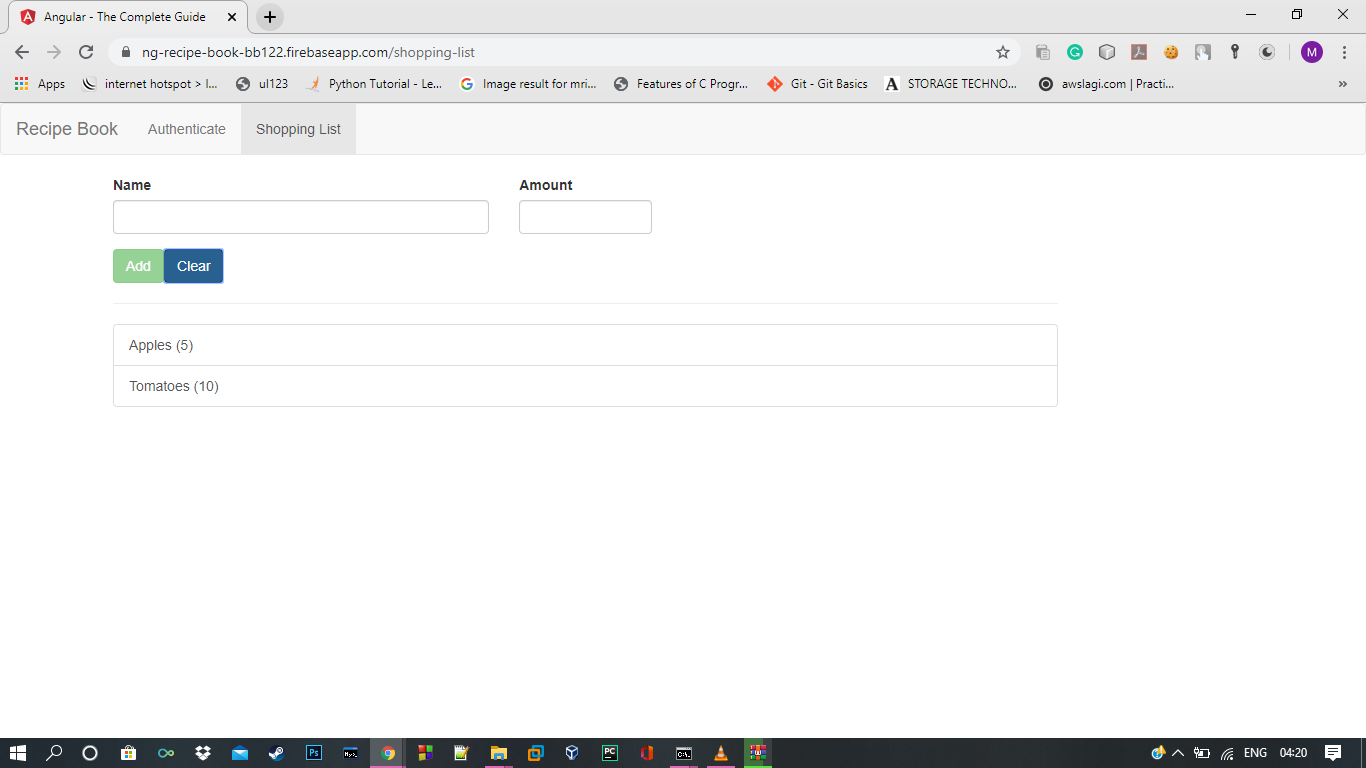 Angular - The Complete Guide
ng-recipe-book-bb122.firebaseapp.com/shopping-list
M
Apps internet hotspot > I... ul123 Python Tutorial - Le... Image result for mri... Features of C Progr... Git - Git Basics A STORAGE TECHNO... awslagi.com | Practi... »
Recipe Book Authenticate Shopping List
Name Amount
Add Clear
Apples (5)
Tomatoes (10)
Ps PC ENG 04:20